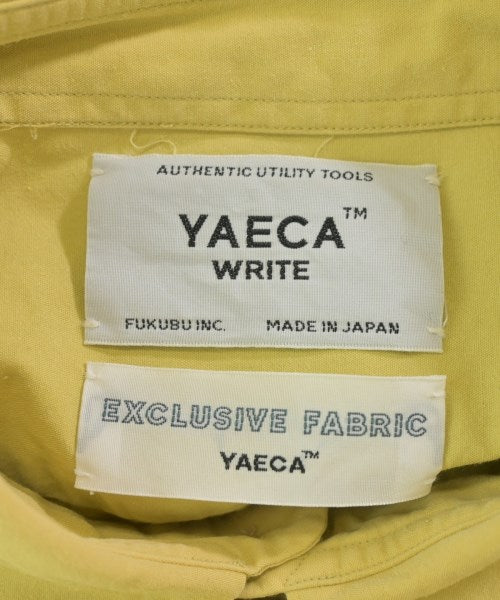 AUTHENTIC UTILITY TOOLS
YAECA™
WRITE
FUKUBU INC. MADE IN JAPAN
EXCLUSIVE FABRIC
YAECA™